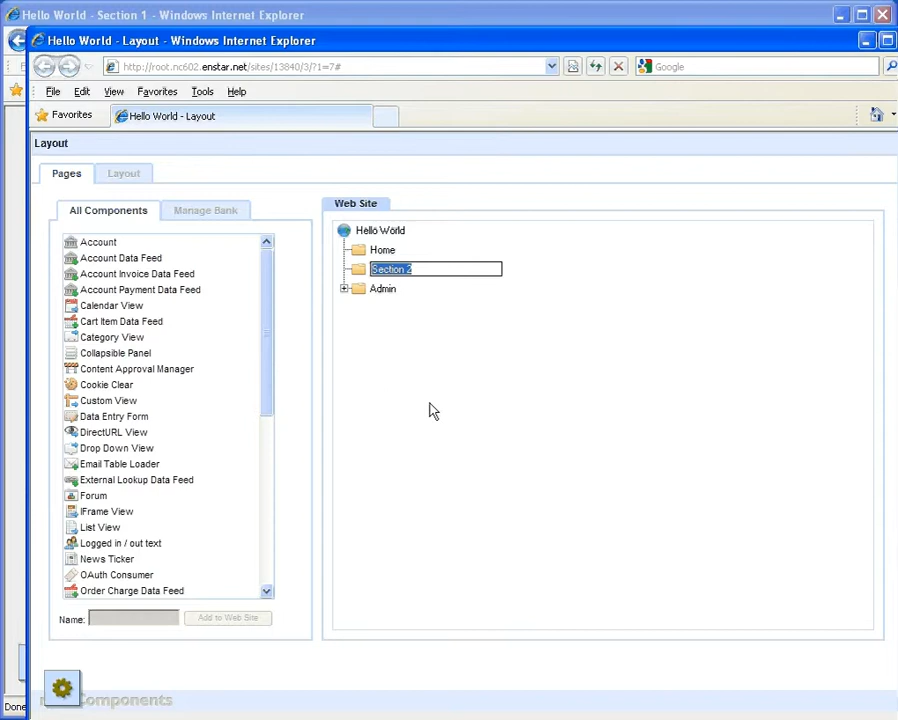 Hello World - Section 1 - Windows Internet Explorer
Hello World - Layout - Windows Internet Explorer
http://root.nc602.enstar.net/sites/13840/3/?1=7#
Google
File Edit View Favorites Tools Help
Favorites
Hello World - Layout
Layout
Pages
Layout
All Components
Manage Bank
Account
Account Data Feed
Account Invoice Data Feed
Account Payment Data Feed
Calendar View
Cart Item Data Feed
Category View
Collapsible Panel
Content Approval Manager
Cookie Clear
Custom View
Data Entry Form
DirectURL View
Drop Down View
Email Table Loader
External Lookup Data Feed
Forum
IFrame View
List View
Logged in / out text
News Ticker
OAuth Consumer
Order Charge Data Feed
Name:
Add to Web Site
Web Site
Hello World
Home
Section 2
Admin
Components
Done